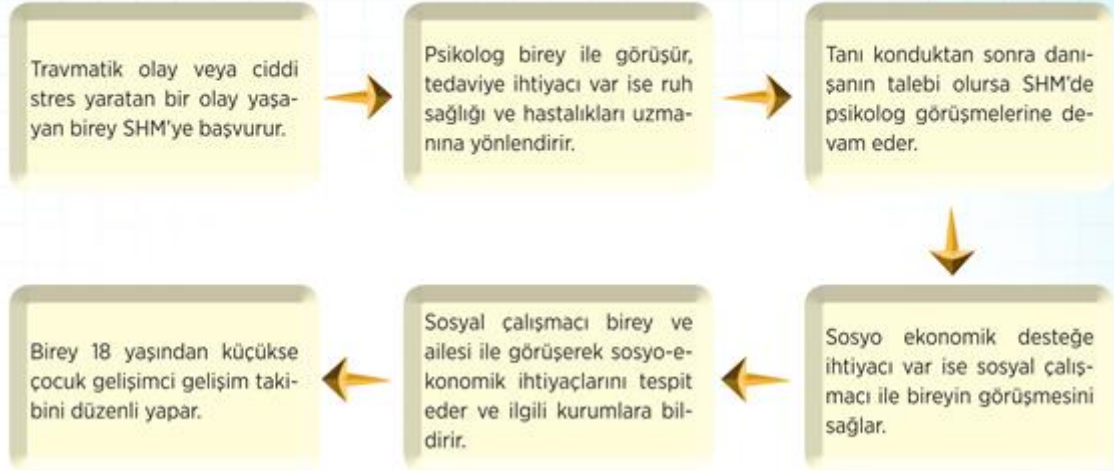 Travmatik olay veya ciddi
stres yaratan bir olay yaşa-
yan birey SHM'ye başvurur.
Psikolog birey ile görüşür,
tedaviye ihtiyacı var ise ruh
sağlığı ve hastalıkları uzma-
nına yönlendirir.
Tanı konduktan sonra danı-
şanın talebi olursa SHM'de
psikolog görüşmelerine de-
vam eder.
Sosyo ekonomik desteğe
ihtiyacı var ise sosyal çalış-
macı ile bireyin görüşmesini
sağlar.
Sosyal çalışmacı birey ve
ailesi ile görüşerek sosyo-e-
konomik ihtiyaçlarını tespit
eder ve ilgili kurumlara bil-
dirir.
Birey 18 yaşından küçükse
çocuk gelişimci gelişim taki-
bini düzenli yapar.